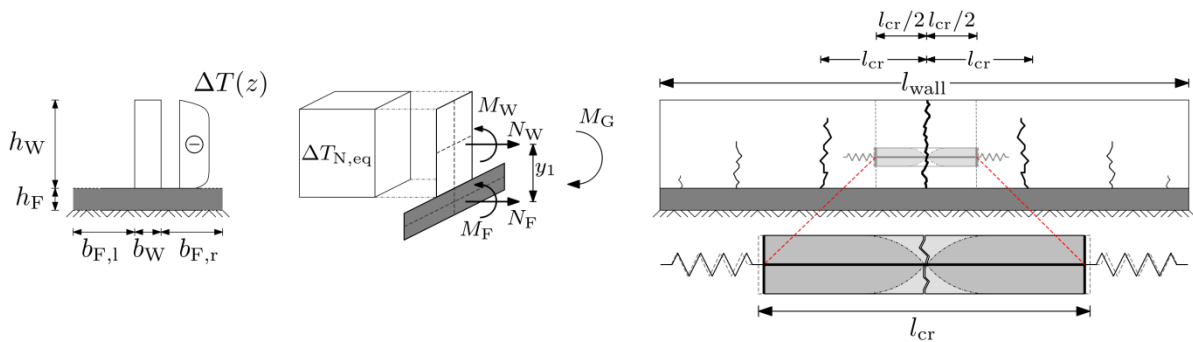 ΔT(z)
h_W
h_F
b_F,l b_W b_F,r
ΔT_N,eq
M_W
N_W
M_G
y_1
M_F
N_F
l_cr/2 l_cr/2
l_cr l_cr
l_wall
l_cr